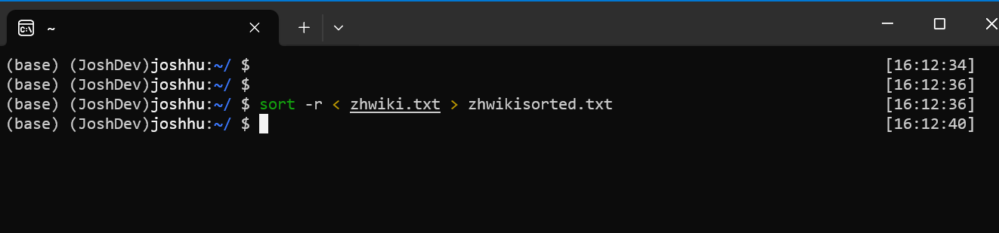 ~
(base) (JoshDev)joshhu:~/ $ [16:12:34]
(base) (JoshDev)joshhu:~/ $ [16:12:36]
(base) (JoshDev)joshhu:~/ $ sort -r < zhwiki.txt > zhwikisorted.txt [16:12:36]
(base) (JoshDev)joshhu:~/ $ [16:12:40]